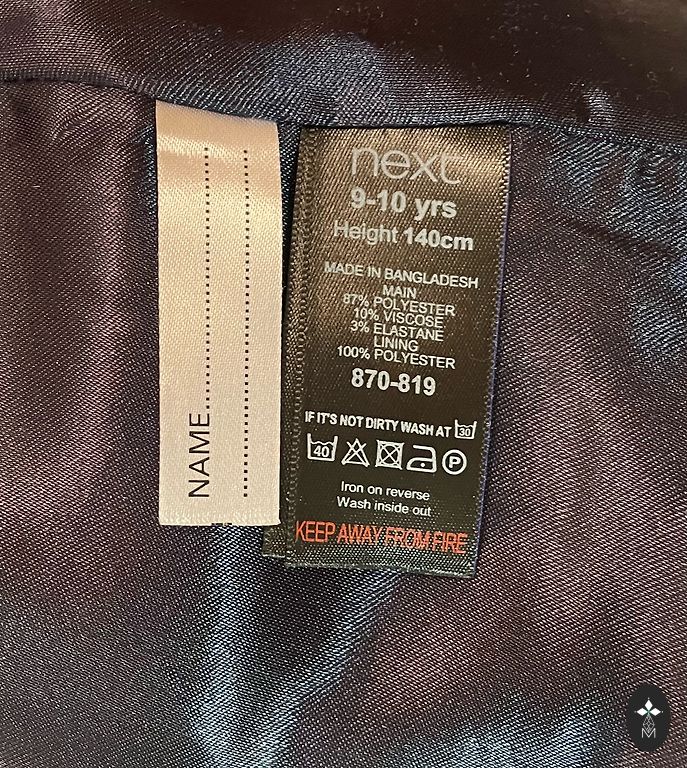 NAME
next
9-10 yrs
Height 140cm
MADE IN BANGLADESH
MAIN
87% POLYESTER
10% VISCOSE
3% ELASTANE
LINING
100% POLYESTER
870-819
IF IT'S NOT DIRTY WASH AT 30
40 P
Iron on reverse
Wash inside out
KEEP AWAY FROM FIRE
M